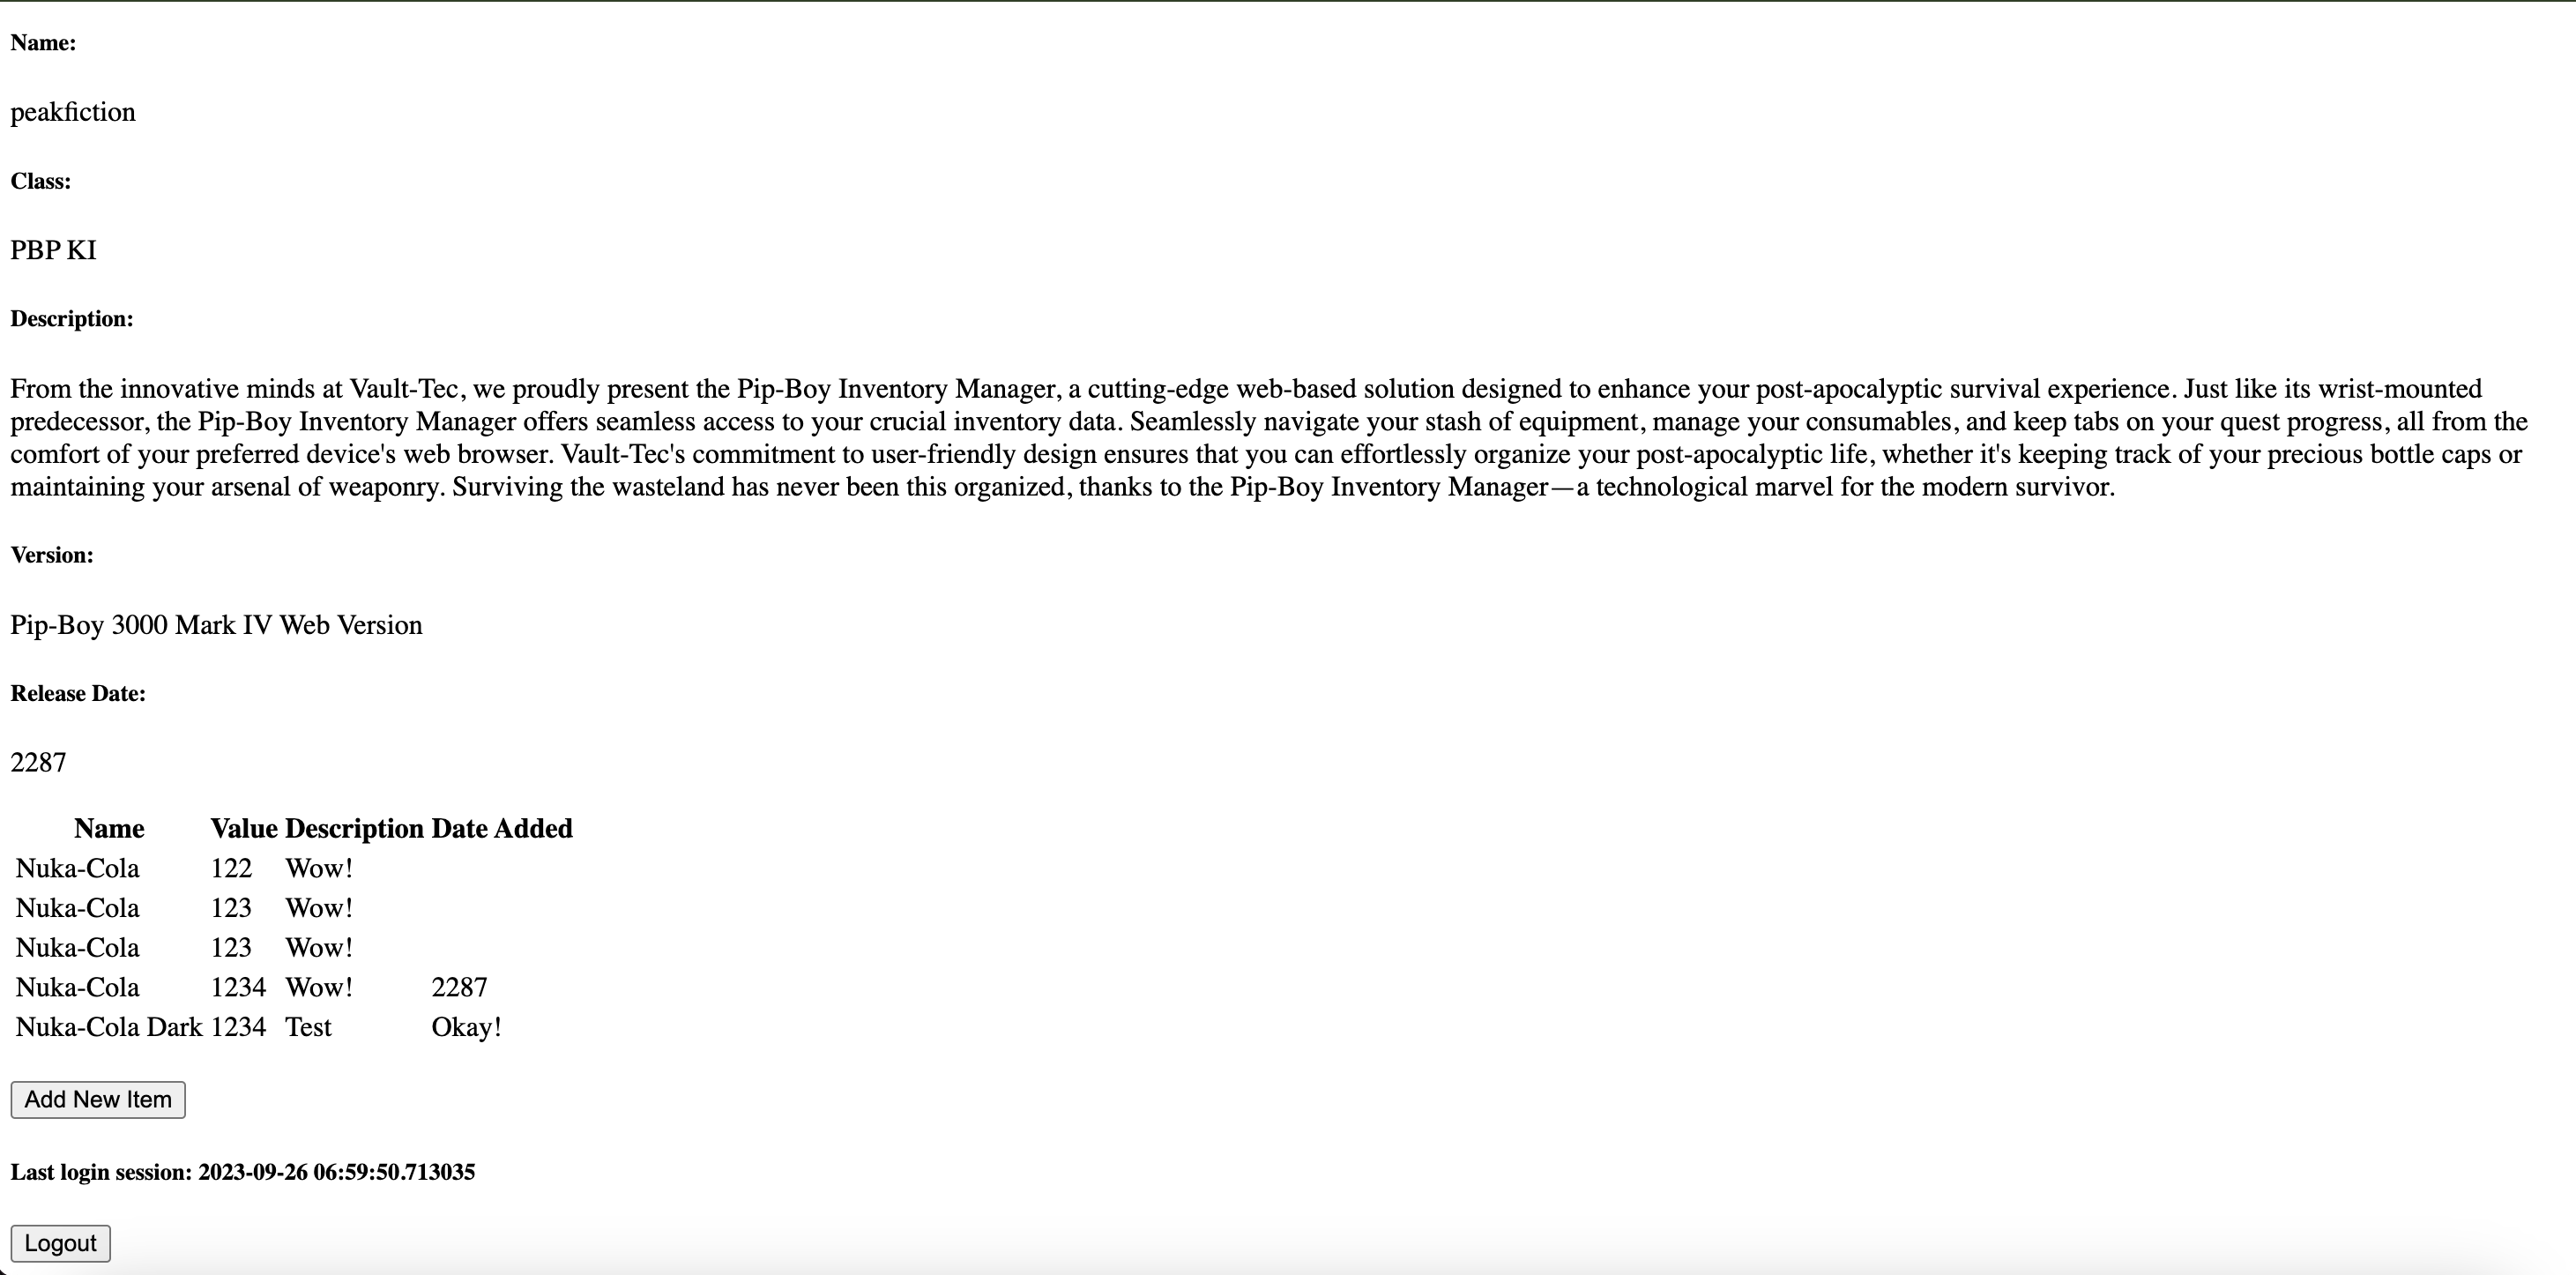 Name:
peakfiction
Class:
PBP KI
Description:
From the innovative minds at Vault-Tec, we proudly present the Pip-Boy Inventory Manager, a cutting-edge web-based solution designed to enhance your post-apocalyptic survival experience. Just like its wrist-mounted
predecessor, the Pip-Boy Inventory Manager offers seamless access to your crucial inventory data. Seamlessly navigate your stash of equipment, manage your consumables, and keep tabs on your quest progress, all from the
comfort of your preferred device's web browser. Vault-Tec's commitment to user-friendly design ensures that you can effortlessly organize your post-apocalyptic life, whether it's keeping track of your precious bottle caps or
maintaining your arsenal of weaponry. Surviving the wasteland has never been this organized, thanks to the Pip-Boy Inventory Manager—a technological marvel for the modern survivor.
Version:
Pip-Boy 3000 Mark IV Web Version
Release Date:
2287
Name Value Description Date Added
Nuka-Cola 122 Wow!
Nuka-Cola 123 Wow!
Nuka-Cola 123 Wow!
Nuka-Cola 1234 Wow! 2287
Nuka-Cola Dark 1234 Test Okay!
Add New Item
Last login session: 2023-09-26 06:59:50.713035
Logout